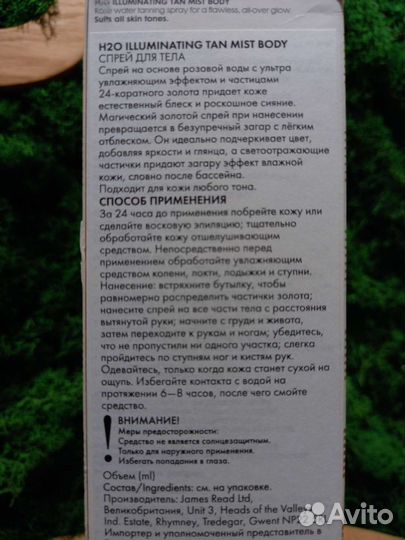 H2O ILLUMINATING TAN MIST BODY
Rose water tanning spray for a flawless, all-over glow.
Suits all skin tones.
H2O ILLUMINATING TAN MIST BODY
СПРЕЙ ДЛЯ ТЕЛА
Спрей на основе розовой воды с ультра
увлажняющим эффектом и частицами
24-каратного золота придает коже
естественный блеск и роскошное сияние.
Магический золотой спрей при нанесении
превращается в безупречный загар с лёгким
отблеском. Он идеально подчеркивает цвет,
добавляя яркости и глянца, а светоотражающие
частички придают загару эффект влажной
кожи, словно после бассейна.
Подходит для кожи любого тона.
СПОСОБ ПРИМЕНЕНИЯ
За 24 часа до применения побрейте кожу или
сделайте восковую эпиляцию; тщательно
обработайте кожу отшелушивающим
средством. Непосредственно перед
применением обработайте увлажняющим
средством колени, локти, лодыжки и ступни.
Нанесение: встряхните бутылку, чтобы
равномерно распределить частички золота;
нанесите спрей на все части тела с расстояния
вытянутой руки; начните с груди и живота,
затем переходите к рукам и ногам; убедитесь,
что не пропустили ни одного участка; слегка
пройдитесь по ступням ног и кистям рук.
Одевайтесь, только когда кожа станет сухой на
ощупь. Избегайте контакта с водой на
протяжении 6—8 часов, после чего смойте
средство.
ВНИМАНИЕ!
Меры предосторожности:
Средство не является солнцезащитным.
Только для наружного применения.
Избегать попадания в глаза.
Объем (ml)
Состав/Ingredients: см. на упаковке.
Производитель: James Read Ltd,
Великобритания, Unit 3, Heads of the Valley
Ind. Estate, Rhymney, Tredegar, Gwent
Импортер и уполномоченный представитель в
Avito